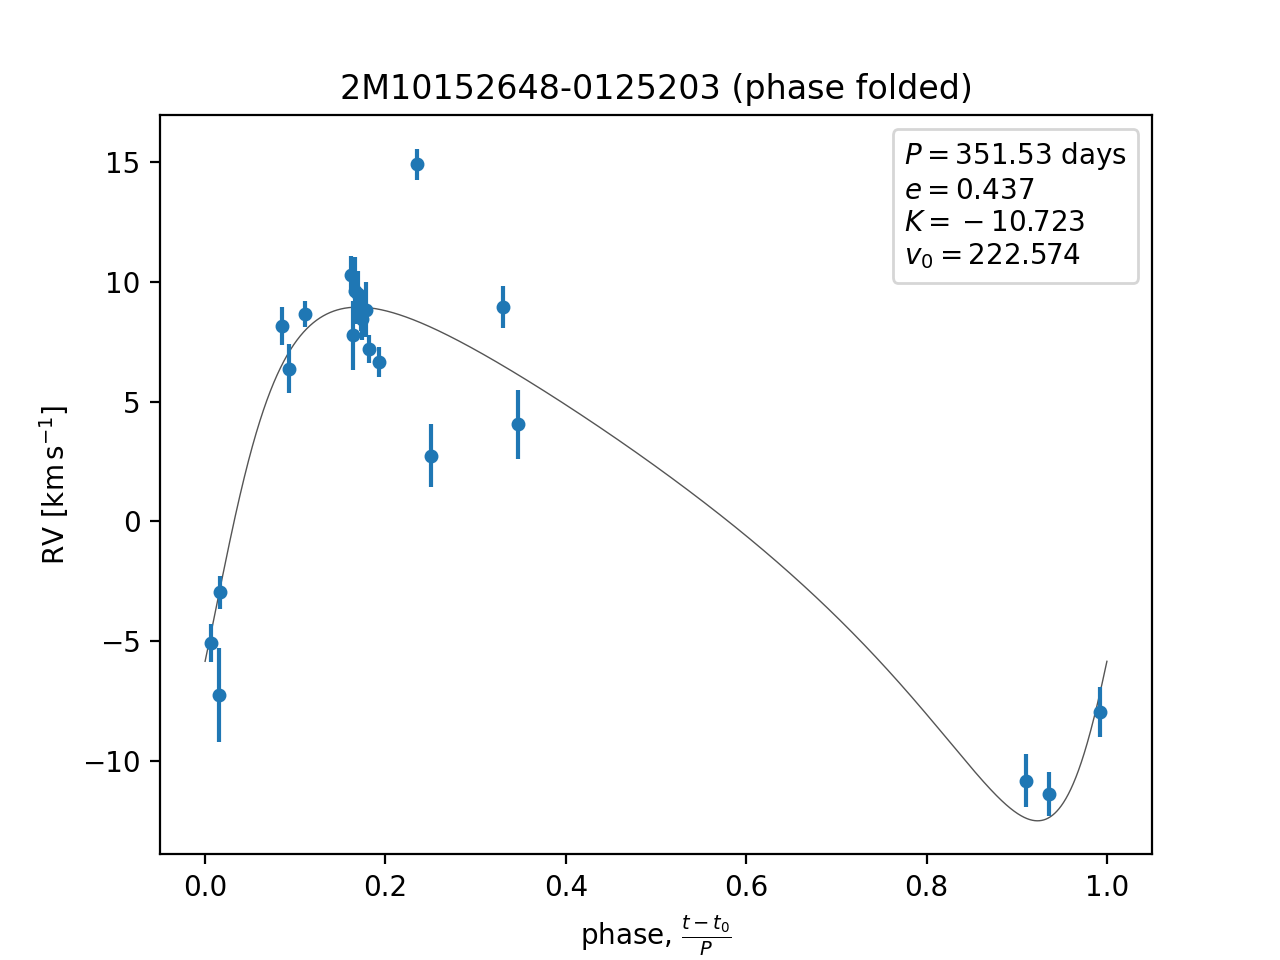 2M10152648-0125203 (phase folded)
P = 351.53 days
e = 0.437
K = −10.723
v₀ = 222.574
RV [km s⁻¹]
15
10
5
0
−5
−10
0.0 0.2 0.4 0.6 0.8 1.0
phase, (t − t₀)/P